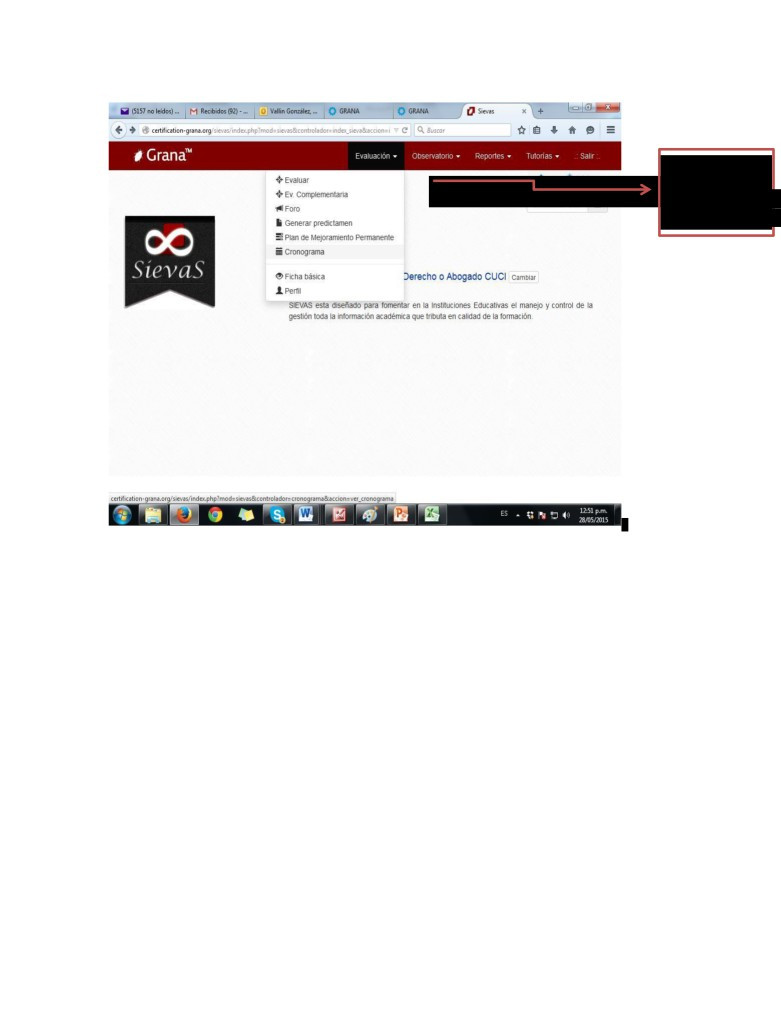 (5157 no leídos) ...
Recibidos (92) - ...
Vallin González, ...
GRANA
GRANA
Sievas
certification-grana.org/sievas/index.php?mod=sievas&controlador=index_sieva&accion=i
Buscar
Grana™
Evaluación
Observatorio
Reportes
Tutorías
.: Salir :.
Evaluar
Ev. Complementaria
Foro
Generar predictamen
Plan de Mejoramiento Permanente
Cronograma
Ficha básica
Perfil
SievaS
Derecho o Abogado CUCI Cambiar
SIEVAS esta diseñado para fomentar en la Instituciones Educativas el manejo y control de la
gestión toda la información académica que tributa en calidad de la formación.
certification-grana.org/sievas/index.php?mod=sievas&controlador=cronograma&accion=ver_cronograma
ES
12:51 p.m.
28/05/2015